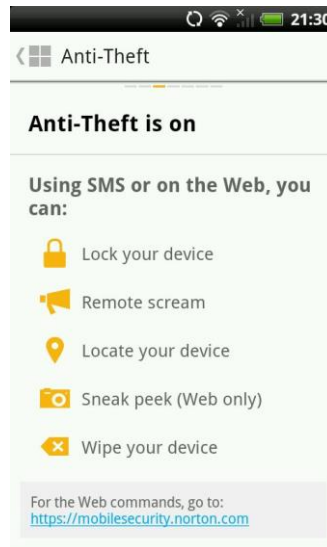 21:30
Anti-Theft
Anti-Theft is on
Using SMS or on the Web, you
can:
Lock your device
Remote scream
Locate your device
Sneak peek (Web only)
Wipe your device
For the Web commands, go to:
https://mobilesecurity.norton.com